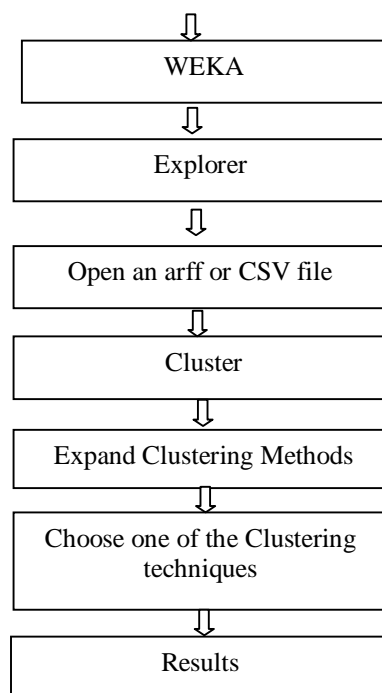 WEKA
Explorer
Open an arff or CSV file
Cluster
Expand Clustering Methods
Choose one of the Clustering
techniques
Results